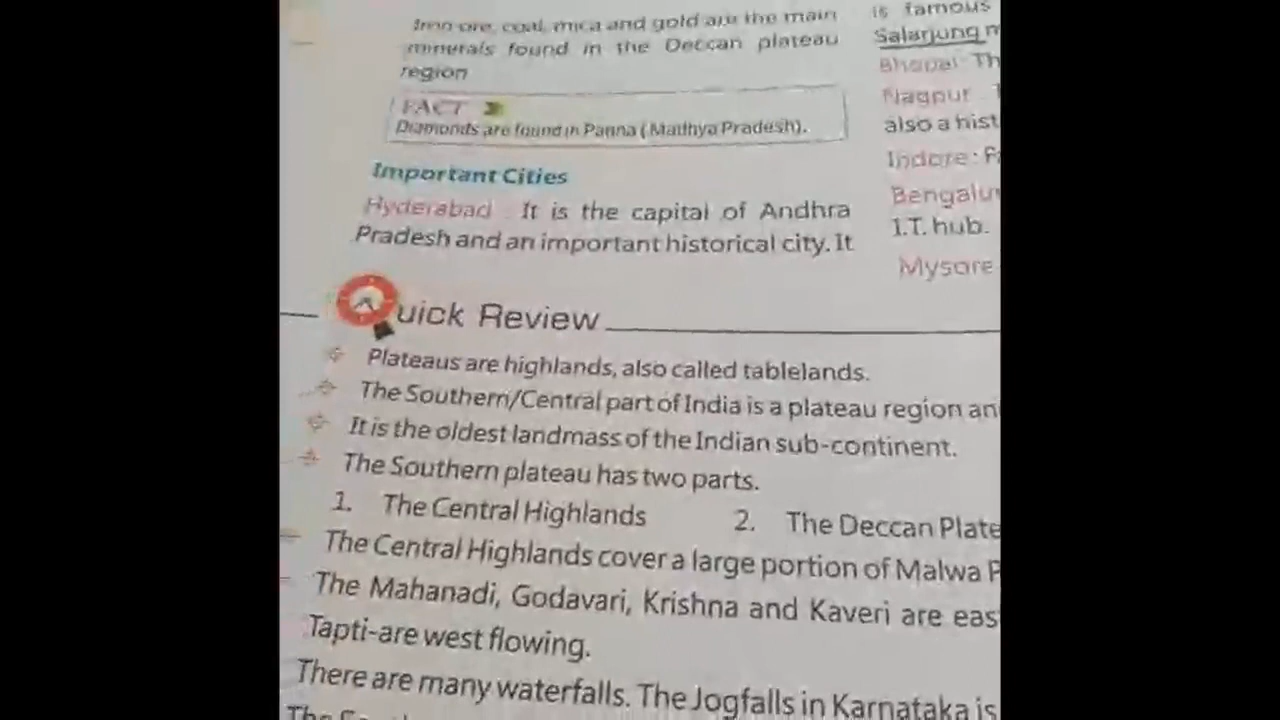 Iron ore, coal, mica and gold are the main
minerals found in the Deccan plateau
region
FACT
Diamonds are found in Panna (Madhya Pradesh).
Important Cities
Hyderabad : It is the capital of Andhra
Pradesh and an important historical city. It
is famous
Salarjung
Bhopal
Nagpur
also a hist
Indore :
Bengalu
I.T. hub.
Mysore
Quick Review
Plateaus are highlands, also called tablelands.
The Southern/Central part of India is a plateau region an
It is the oldest landmass of the Indian sub-continent.
The Southern plateau has two parts.
1. The Central Highlands 2. The Deccan Plate
The Central Highlands cover a large portion of Malwa P
The Mahanadi, Godavari, Krishna and Kaveri are eas
Tapti-are west flowing.
There are many waterfalls. The Jogfalls in Karnataka is
The